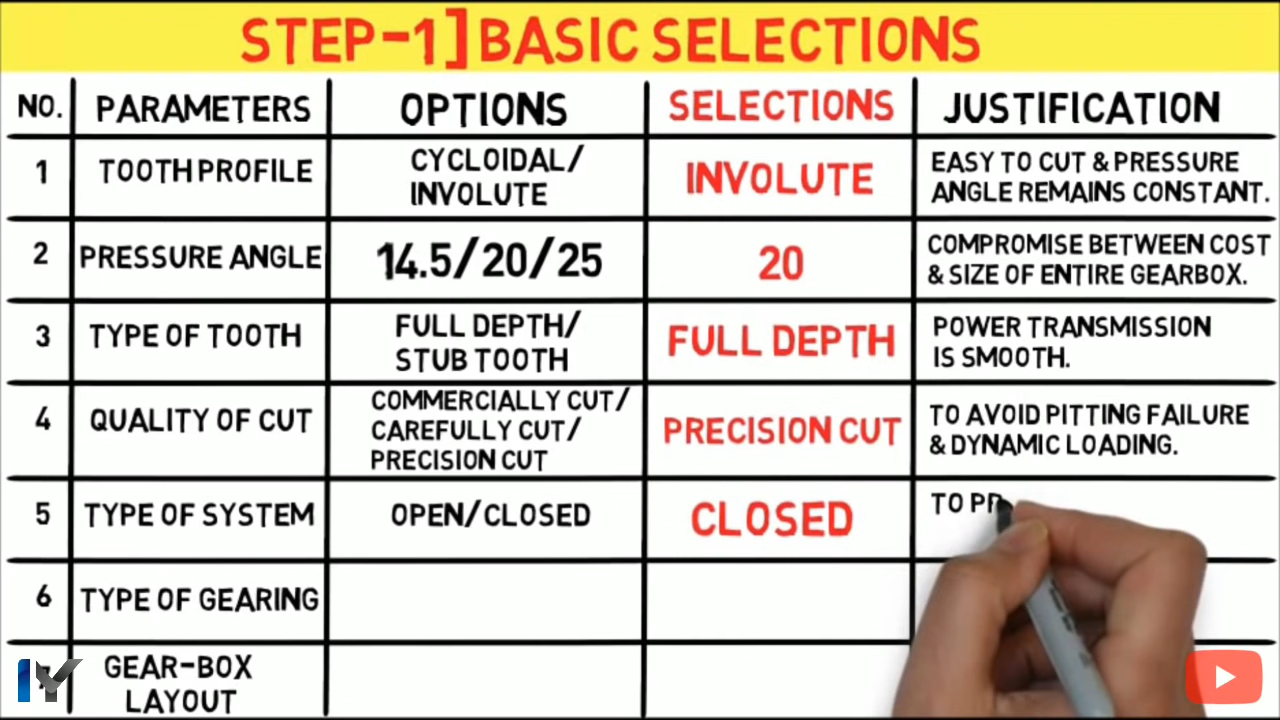 STEP-1] BASIC SELECTIONS
NO. PARAMETERS OPTIONS SELECTIONS JUSTIFICATION
1 TOOTH PROFILE CYCLOIDAL/ INVOLUTE INVOLUTE EASY TO CUT & PRESSURE ANGLE REMAINS CONSTANT.
2 PRESSURE ANGLE 14.5/20/25 20 COMPROMISE BETWEEN COST & SIZE OF ENTIRE GEARBOX.
3 TYPE OF TOOTH FULL DEPTH/ STUB TOOTH FULL DEPTH POWER TRANSMISSION IS SMOOTH.
4 QUALITY OF CUT COMMERCIALLY CUT/ CAREFULLY CUT/ PRECISION CUT PRECISION CUT TO AVOID PITTING FAILURE & DYNAMIC LOADING.
5 TYPE OF SYSTEM OPEN/CLOSED CLOSED TO
6 TYPE OF GEARING
GEAR-BOX
LAYOUT